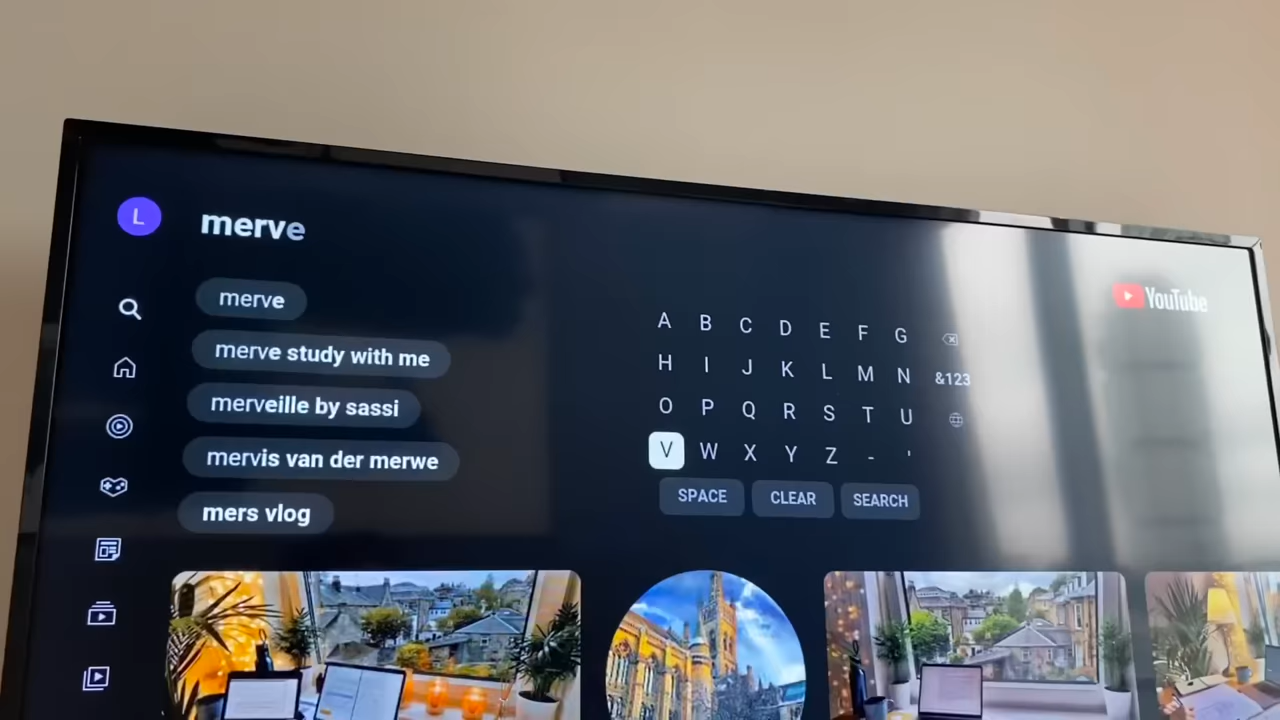 L
merve
merve
merve study with me
merveille by sassi
mervis van der merwe
mers vlog
YouTube
A B C D E F G
H I J K L M N &123
O P Q R S T U
V W X Y Z - '
SPACE CLEAR SEARCH